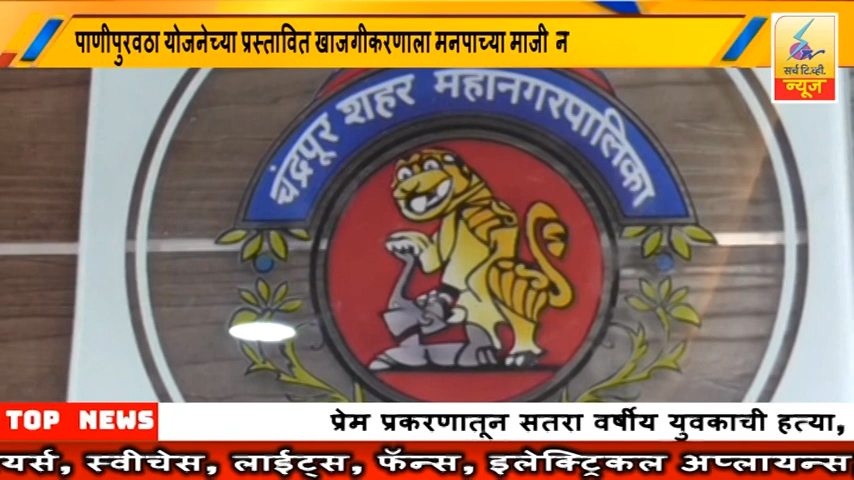 पाणीपुरवठा योजनेच्या प्रस्तावित खाजगीकरणाला मनपाच्या माजी न
सर्च टि.व्ही.
न्यूज
चंद्रपूर शहर महानगरपालिका
TOP NEWS
प्रेम प्रकरणातून सतरा वर्षीय युवकाची हत्या,
यर्स, स्वीचेस, लाईट्स, फॅन्स, इलेक्ट्रिकल अप्लायन्स